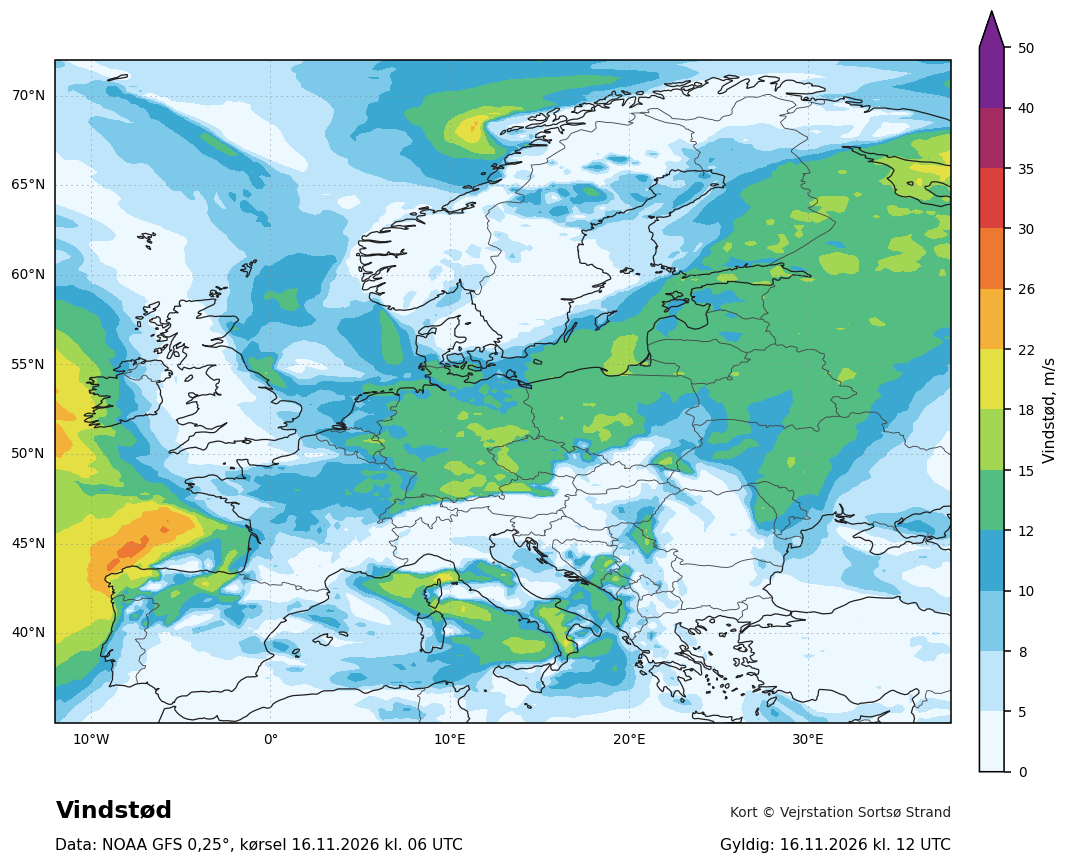 70°N
65°N
60°N
55°N
50°N
45°N
40°N
10°W
0°
10°E
20°E
30°E
50
40
35
30
26
22
18
15
12
10
8
5
0
Vindstød, m/s
Vindstød
Kort © Vejrstation Sortsø Strand
Data: NOAA GFS 0,25°, kørsel 16.11.2026 kl. 06 UTC
Gyldig: 16.11.2026 kl. 12 UTC